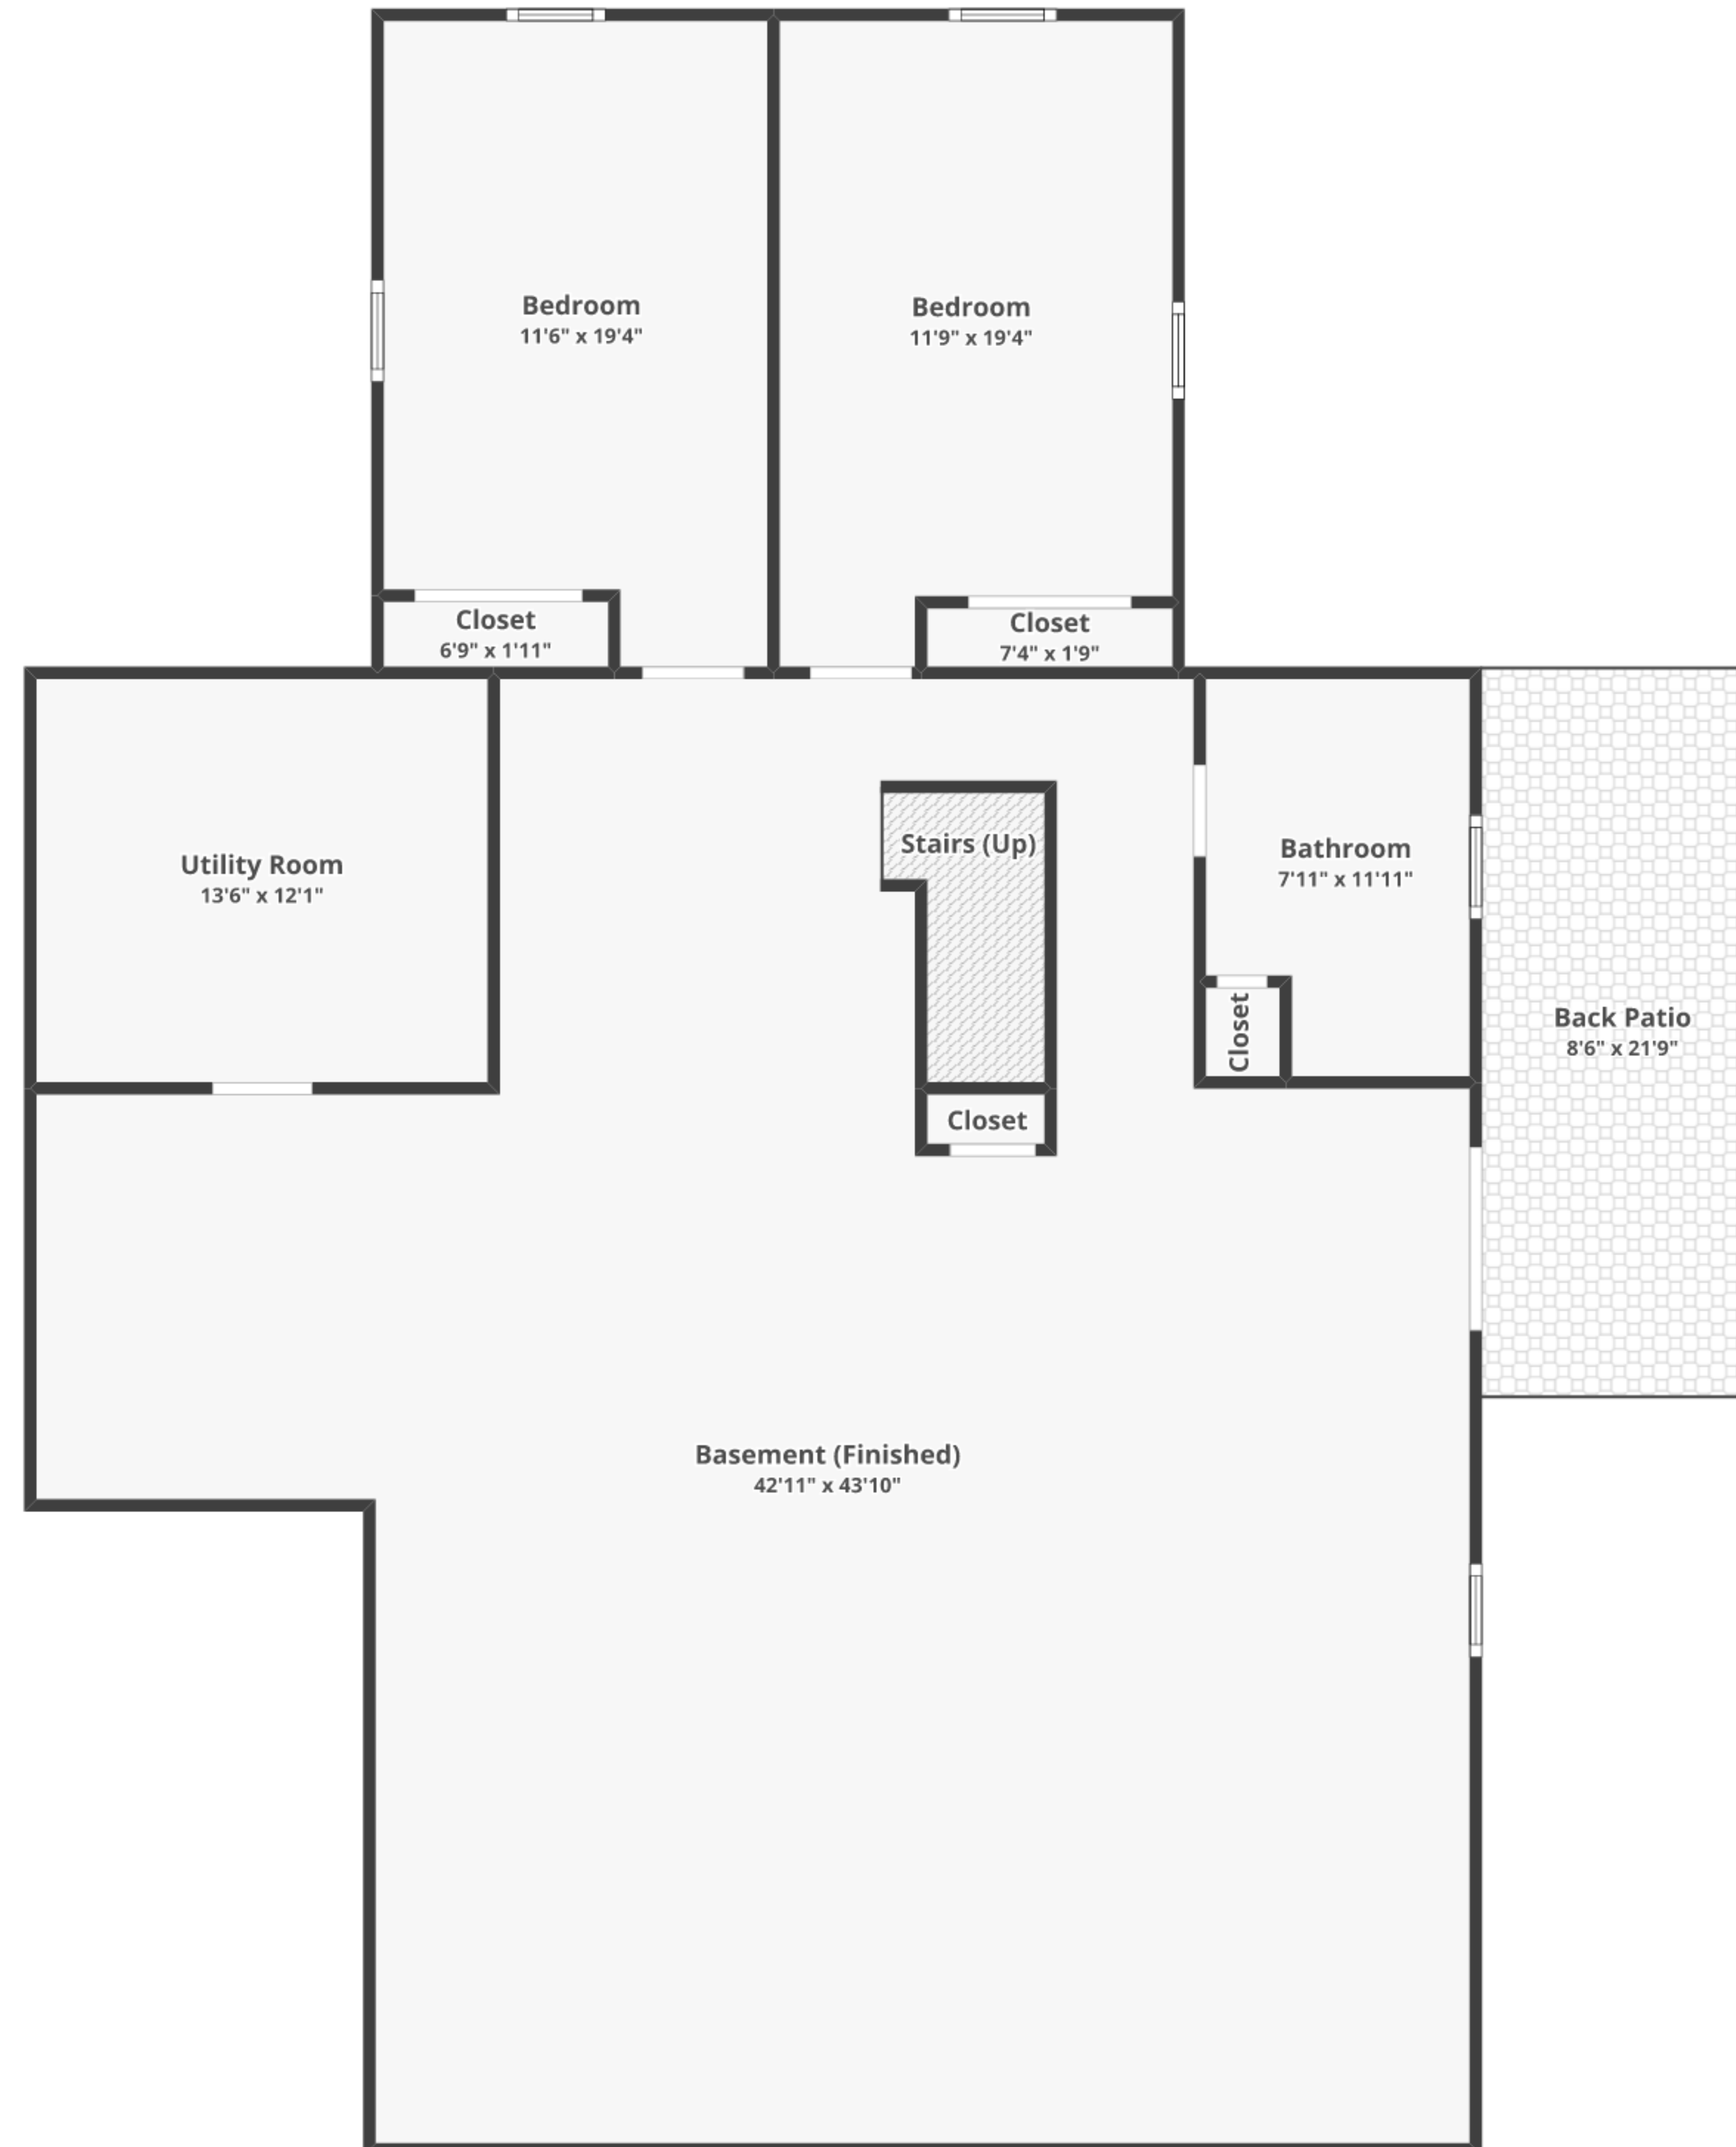 Bedroom
11'6" x 19'4"
Bedroom
11'9" x 19'4"
Closet
6'9" x 1'11"
Closet
7'4" x 1'9"
Stairs (Up)
Utility Room
13'6" x 12'1"
Bathroom
7'11" x 11'11"
Closet
Back Patio
8'6" x 21'9"
Closet
Basement (Finished)
42'11" x 43'10"